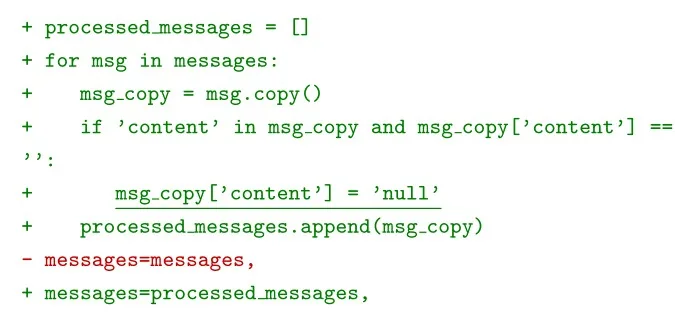 + processed_messages = []
+ for msg in messages:
+    msg_copy = msg.copy()
+    if ’content’ in msg_copy and msg_copy[’content’] ==
’’:
+       msg_copy[’content’] = ’null’
+    processed_messages.append(msg_copy)
- messages=messages,
+ messages=processed_messages,